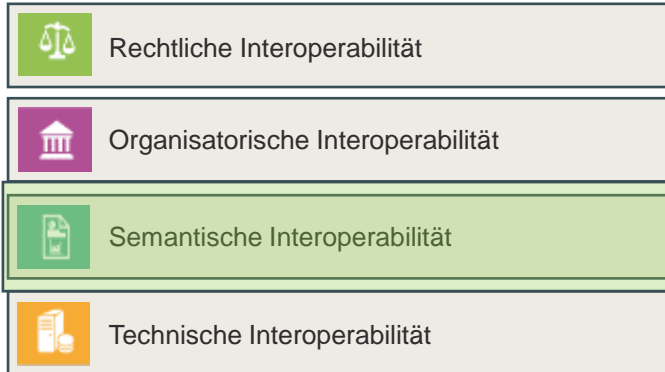 Rechtliche Interoperabilität
Organisatorische Interoperabilität
Semantische Interoperabilität
Technische Interoperabilität